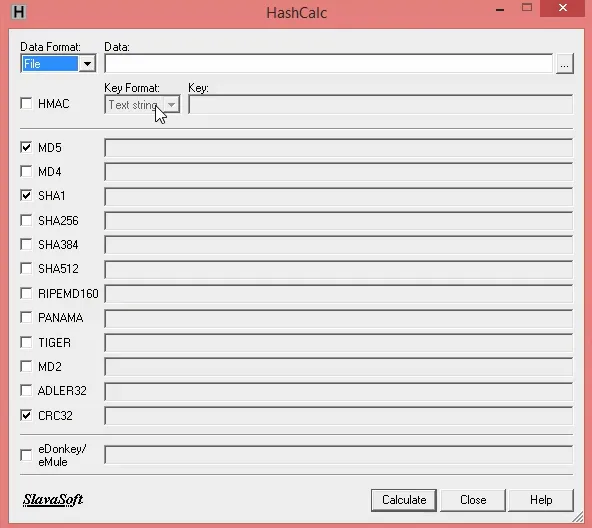 H
HashCalc
Data Format:
Data:
File
...
HMAC
Key Format:
Key:
Text string
MD5
MD4
SHA1
SHA256
SHA384
SHA512
RIPEMD160
PANAMA
TIGER
MD2
ADLER32
CRC32
eDonkey/
eMule
SlavaSoft
Calculate
Close
Help